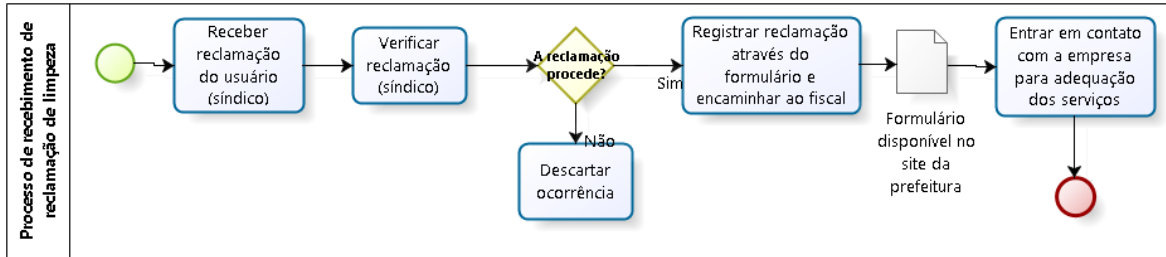 Processo de recebimento de
reclamação de limpeza
Receber
reclamação
do usuário
(síndico)
Verificar
reclamação
(síndico)
A reclamação
procede?
Sim
Não
Descartar
ocorrência
Registrar reclamação
através do
formulário e
encaminhar ao fiscal
Formulário
disponível no
site da
prefeitura
Entrar em contato
com a empresa
para adequação
dos serviços